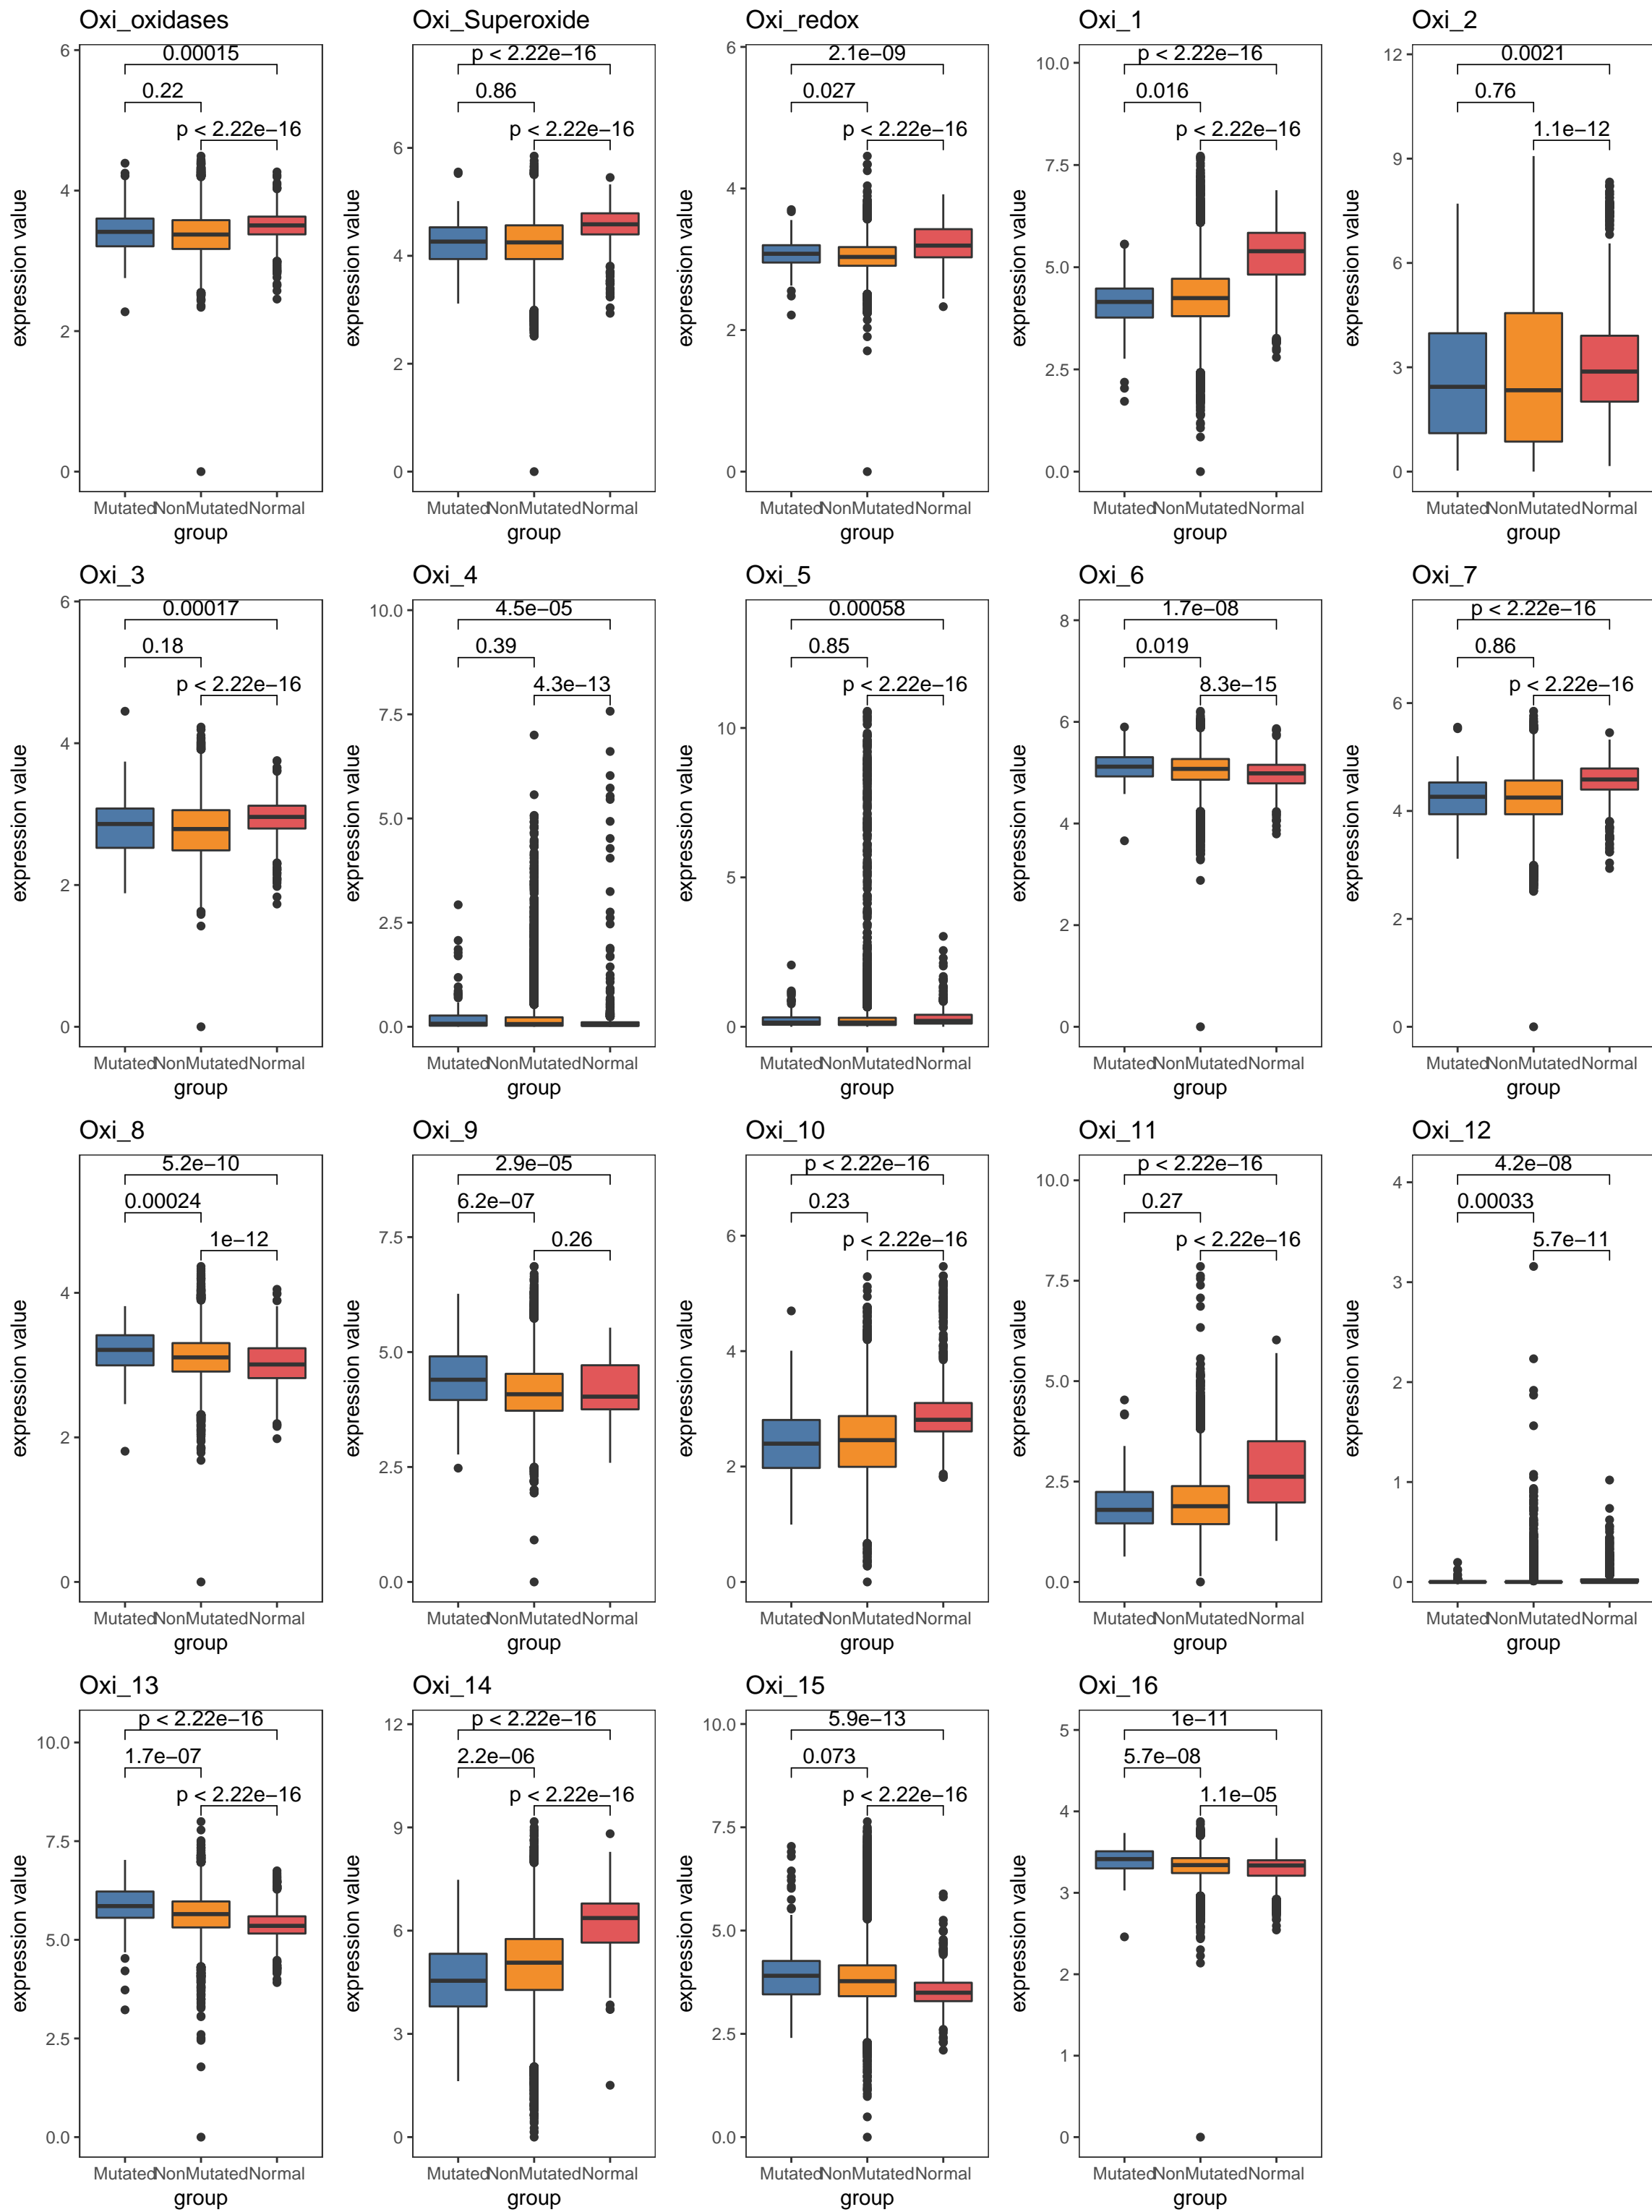 Oxi_oxidases Oxi_Superoxide Oxi_redox Oxi_1 Oxi_2
6 0.00015 0.22 p < 2.22e−16 4 2 0 expression value
Mutated NonMutated Normal
group
p < 2.22e−16 0.86 p < 2.22e−16 6 4 2 0 expression value
Mutated NonMutated Normal
group
6 2.1e−09 0.027 p < 2.22e−16 4 2 0 expression value
Mutated NonMutated Normal
group
10.0 p < 2.22e−16 0.016 p < 2.22e−16 7.5 5.0 2.5 0.0 expression value
Mutated NonMutated Normal
group
12 0.0021 0.76 1.1e−12 9 6 3 0 expression value
Mutated NonMutated Normal
group
Oxi_3 Oxi_4 Oxi_5 Oxi_6 Oxi_7
6 0.00017 0.18 p < 2.22e−16 4 2 0 expression value
Mutated NonMutated Normal
group
10.0 4.5e−05 0.39 4.3e−13 7.5 5.0 2.5 0.0 expression value
Mutated NonMutated Normal
group
0.00058 0.85 p < 2.22e−16 10 5 0 expression value
Mutated NonMutated Normal
group
8 1.7e−08 0.019 8.3e−15 6 4 2 0 expression value
Mutated NonMutated Normal
group
p < 2.22e−16 0.86 p < 2.22e−16 6 4 2 0 expression value
Mutated NonMutated Normal
group
Oxi_8 Oxi_9 Oxi_10 Oxi_11 Oxi_12
5.2e−10 0.00024 1e−12 4 2 0 expression value
Mutated NonMutated Normal
group
2.9e−05 6.2e−07 0.26 7.5 5.0 2.5 0.0 expression value
Mutated NonMutated Normal
group
p < 2.22e−16 0.23 p < 2.22e−16 6 4 2 0 expression value
Mutated NonMutated Normal
group
10.0 p < 2.22e−16 0.27 p < 2.22e−16 7.5 5.0 2.5 0.0 expression value
Mutated NonMutated Normal
group
4 4.2e−08 0.00033 5.7e−11 3 2 1 0 expression value
Mutated NonMutated Normal
group
Oxi_13 Oxi_14 Oxi_15 Oxi_16
10.0 p < 2.22e−16 1.7e−07 p < 2.22e−16 7.5 5.0 2.5 0.0 expression value
Mutated NonMutated Normal
group
12 p < 2.22e−16 2.2e−06 p < 2.22e−16 9 6 3 0 expression value
Mutated NonMutated Normal
group
10.0 5.9e−13 0.073 p < 2.22e−16 7.5 5.0 2.5 0.0 expression value
Mutated NonMutated Normal
group
5 1e−11 5.7e−08 1.1e−05 4 3 2 1 0 expression value
Mutated NonMutated Normal
group